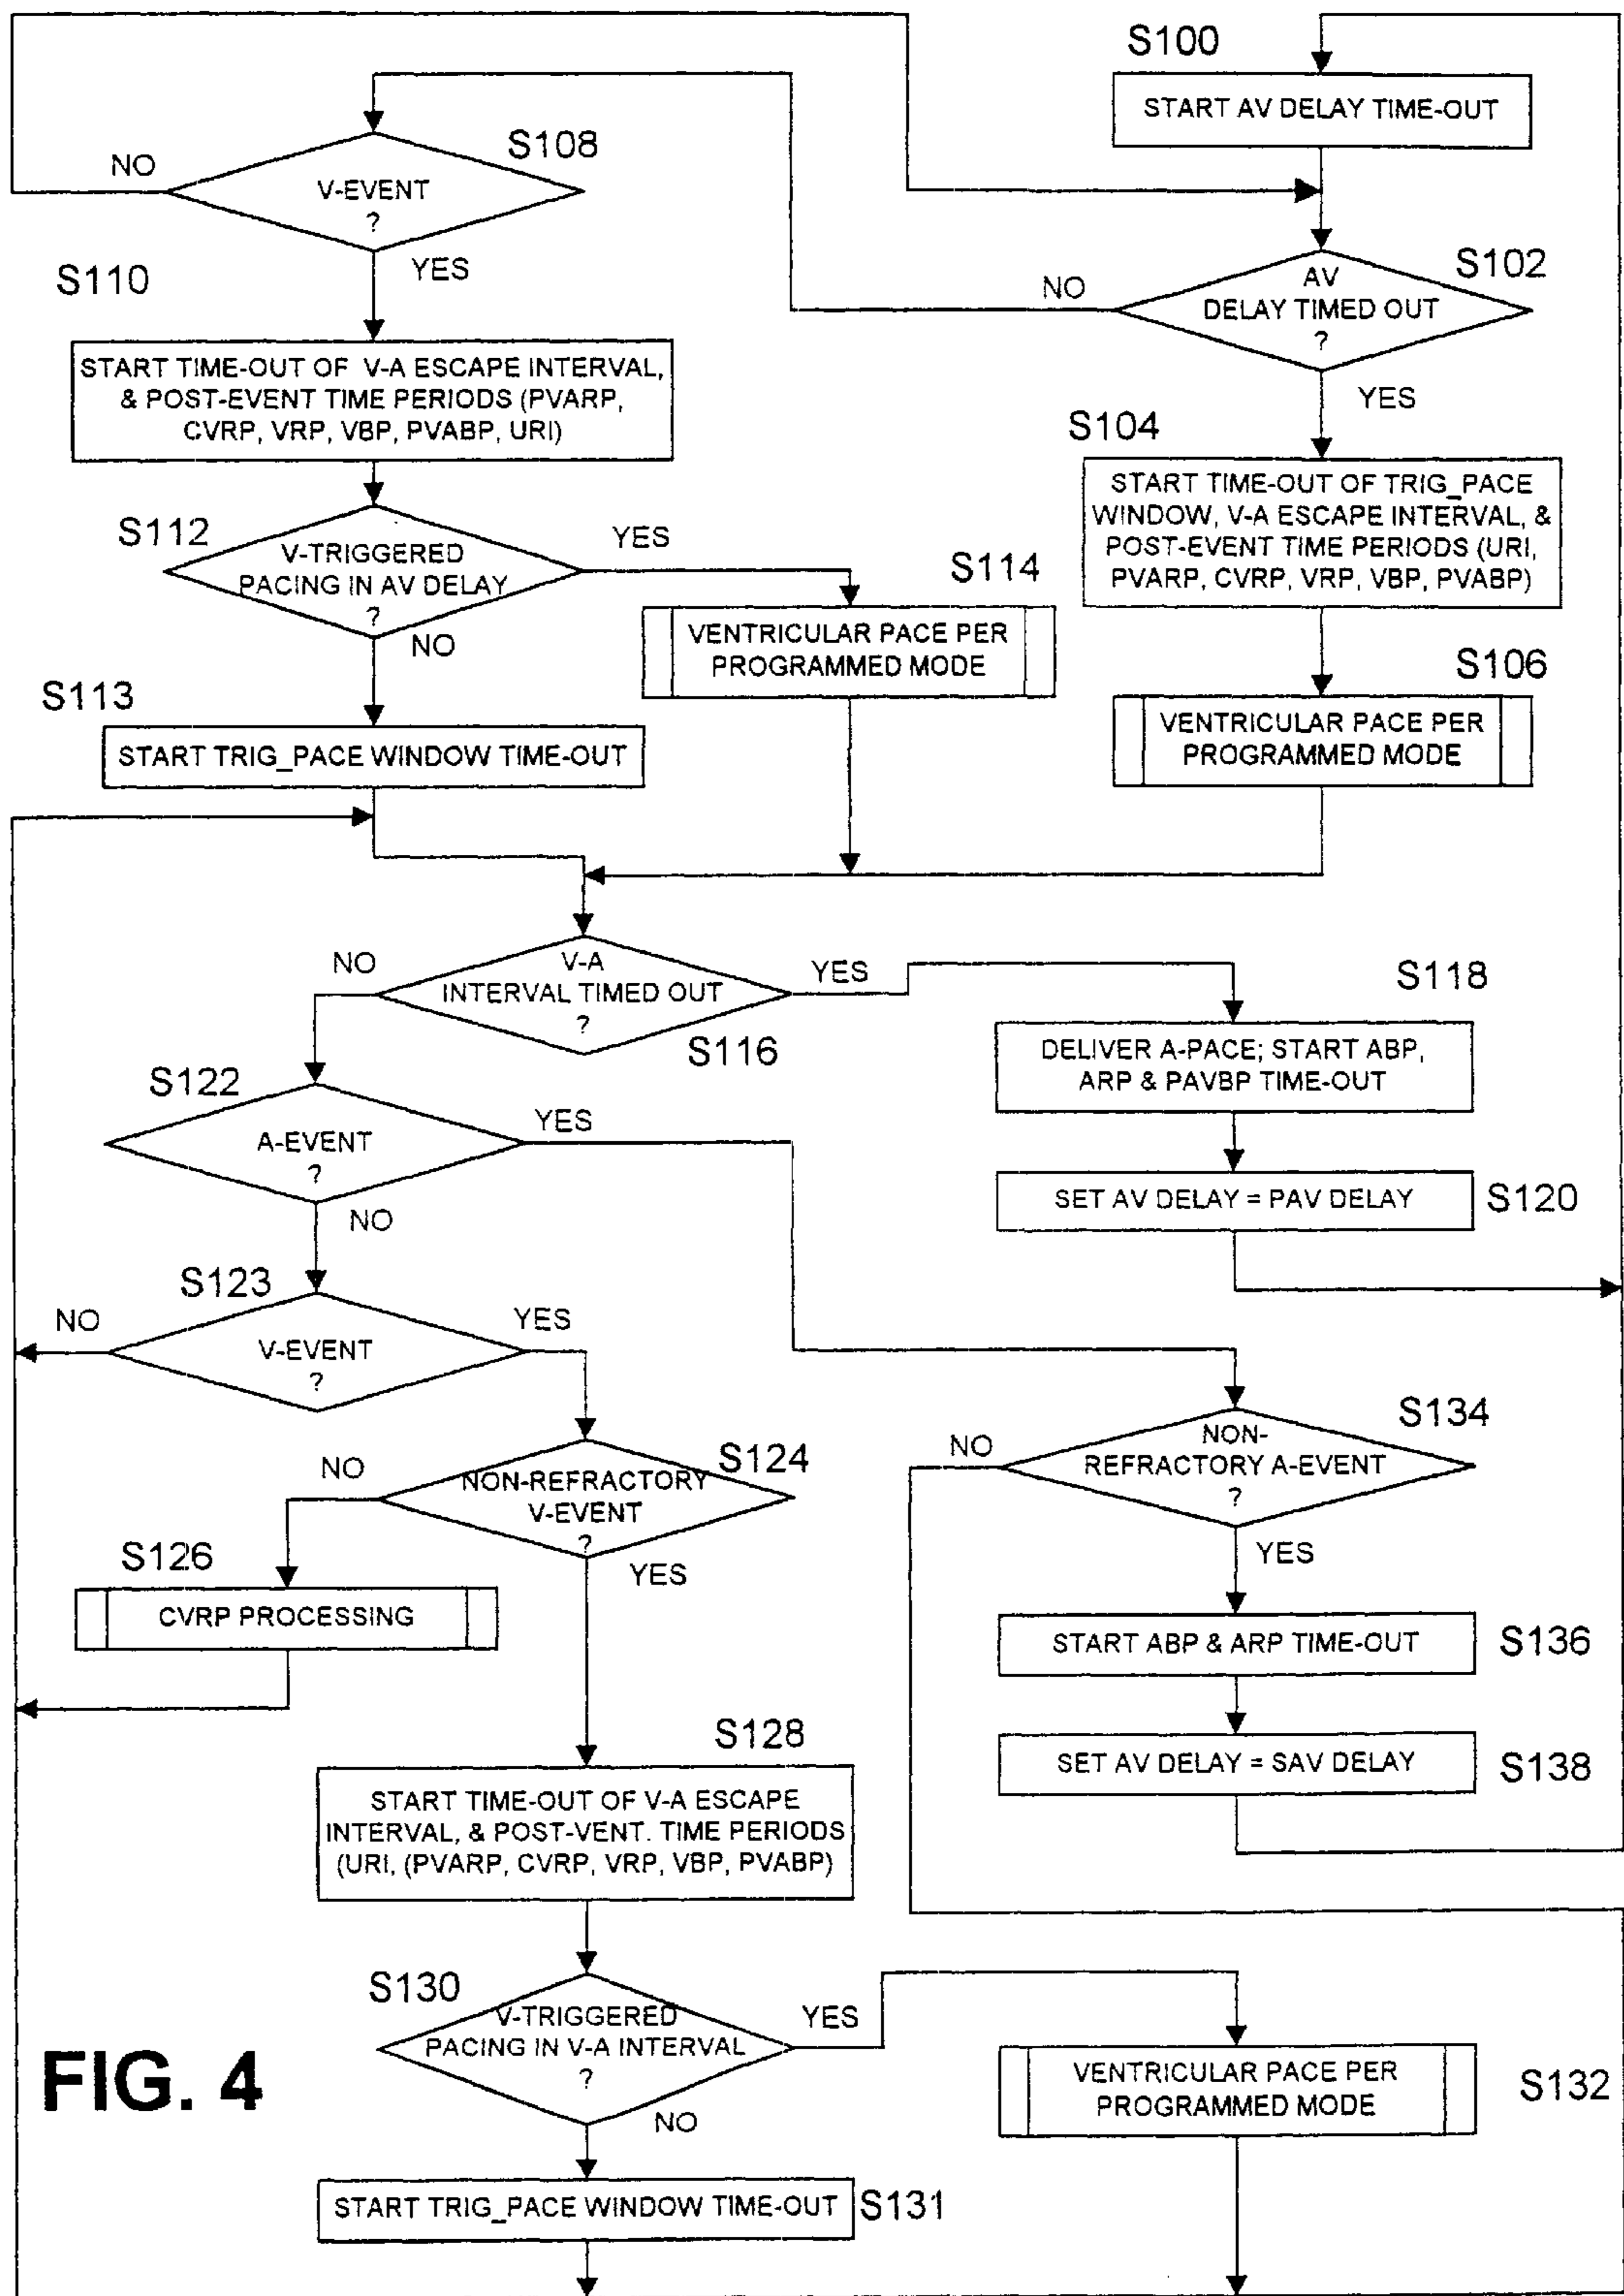 S100
START AV DELAY TIME-OUT
S108
NO
V-EVENT
?
YES
S102
AV
DELAY TIMED OUT
?
NO
YES
S110
START TIME-OUT OF V-A ESCAPE INTERVAL,
& POST-EVENT TIME PERIODS (PVARP,
CVRP, VRP, VBP, PVABP, URI)
S104
START TIME-OUT OF TRIG_PACE
WINDOW, V-A ESCAPE INTERVAL, &
POST-EVENT TIME PERIODS (URI,
PVARP, CVRP, VRP, VBP, PVABP)
S112
V-TRIGGERED
PACING IN AV DELAY
?
YES
NO
S114
VENTRICULAR PACE PER
PROGRAMMED MODE
S106
VENTRICULAR PACE PER
PROGRAMMED MODE
S113
START TRIG_PACE WINDOW TIME-OUT
NO
V-A
INTERVAL TIMED OUT
?
YES
S116
S118
DELIVER A-PACE; START ABP,
ARP & PAVBP TIME-OUT
S122
A-EVENT
?
YES
NO
SET AV DELAY = PAV DELAY
S120
S123
NO
V-EVENT
?
YES
S134
NO
NON-
REFRACTORY A-EVENT
?
YES
S124
NO
NON-REFRACTORY
V-EVENT
?
YES
S126
CVRP PROCESSING
START ABP & ARP TIME-OUT
S136
SET AV DELAY = SAV DELAY
S138
S128
START TIME-OUT OF V-A ESCAPE
INTERVAL, & POST-VENT. TIME PERIODS
(URI, (PVARP, CVRP, VRP, VBP, PVABP)
S130
V-TRIGGERED
PACING IN V-A INTERVAL
?
YES
NO
VENTRICULAR PACE PER
PROGRAMMED MODE
S132
FIG. 4
START TRIG_PACE WINDOW TIME-OUT
S131